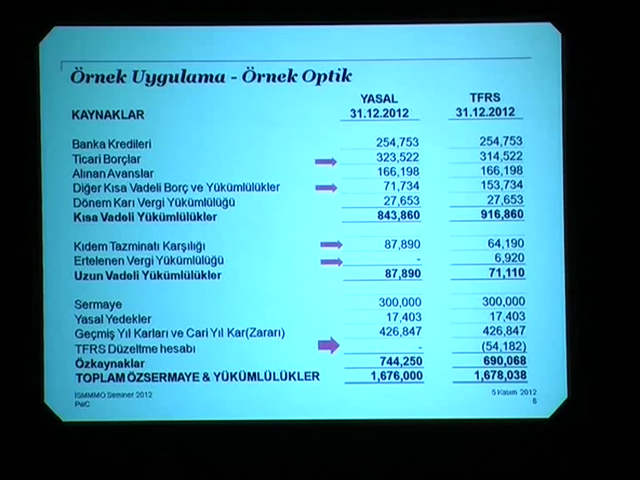 Örnek Uygulama - Örnek Optik
YASAL TFRS
KAYNAKLAR 31.12.2012 31.12.2012
Banka Kredileri 254,753 254,753
Ticari Borçlar 323,522 314,522
Alınan Avanslar 166,198 166,198
Diğer Kısa Vadeli Borç ve Yükümlülükler 71,734 153,734
Dönem Karı Vergi Yükümlülüğü 27,653 27,653
Kısa Vadeli Yükümlülükler 843,860 916,860
Kıdem Tazminatı Karşılığı 87,890 64,190
Ertelenen Vergi Yükümlülüğü - 6,920
Uzun Vadeli Yükümlülükler 87,890 71,110
Sermaye 300,000 300,000
Yasal Yedekler 17,403 17,403
Geçmiş Yıl Karları ve Cari Yıl Kar(Zararı) 426,847 426,847
TFRS Düzeltme hesabı - (54,182)
Özkaynaklar 744,250 690,068
TOPLAM ÖZSERMAYE & YÜKÜMLÜLÜKLER 1,676,000 1,678,038
İSMMMO Seminer 2012 5 Kasım 2012
PwC 8